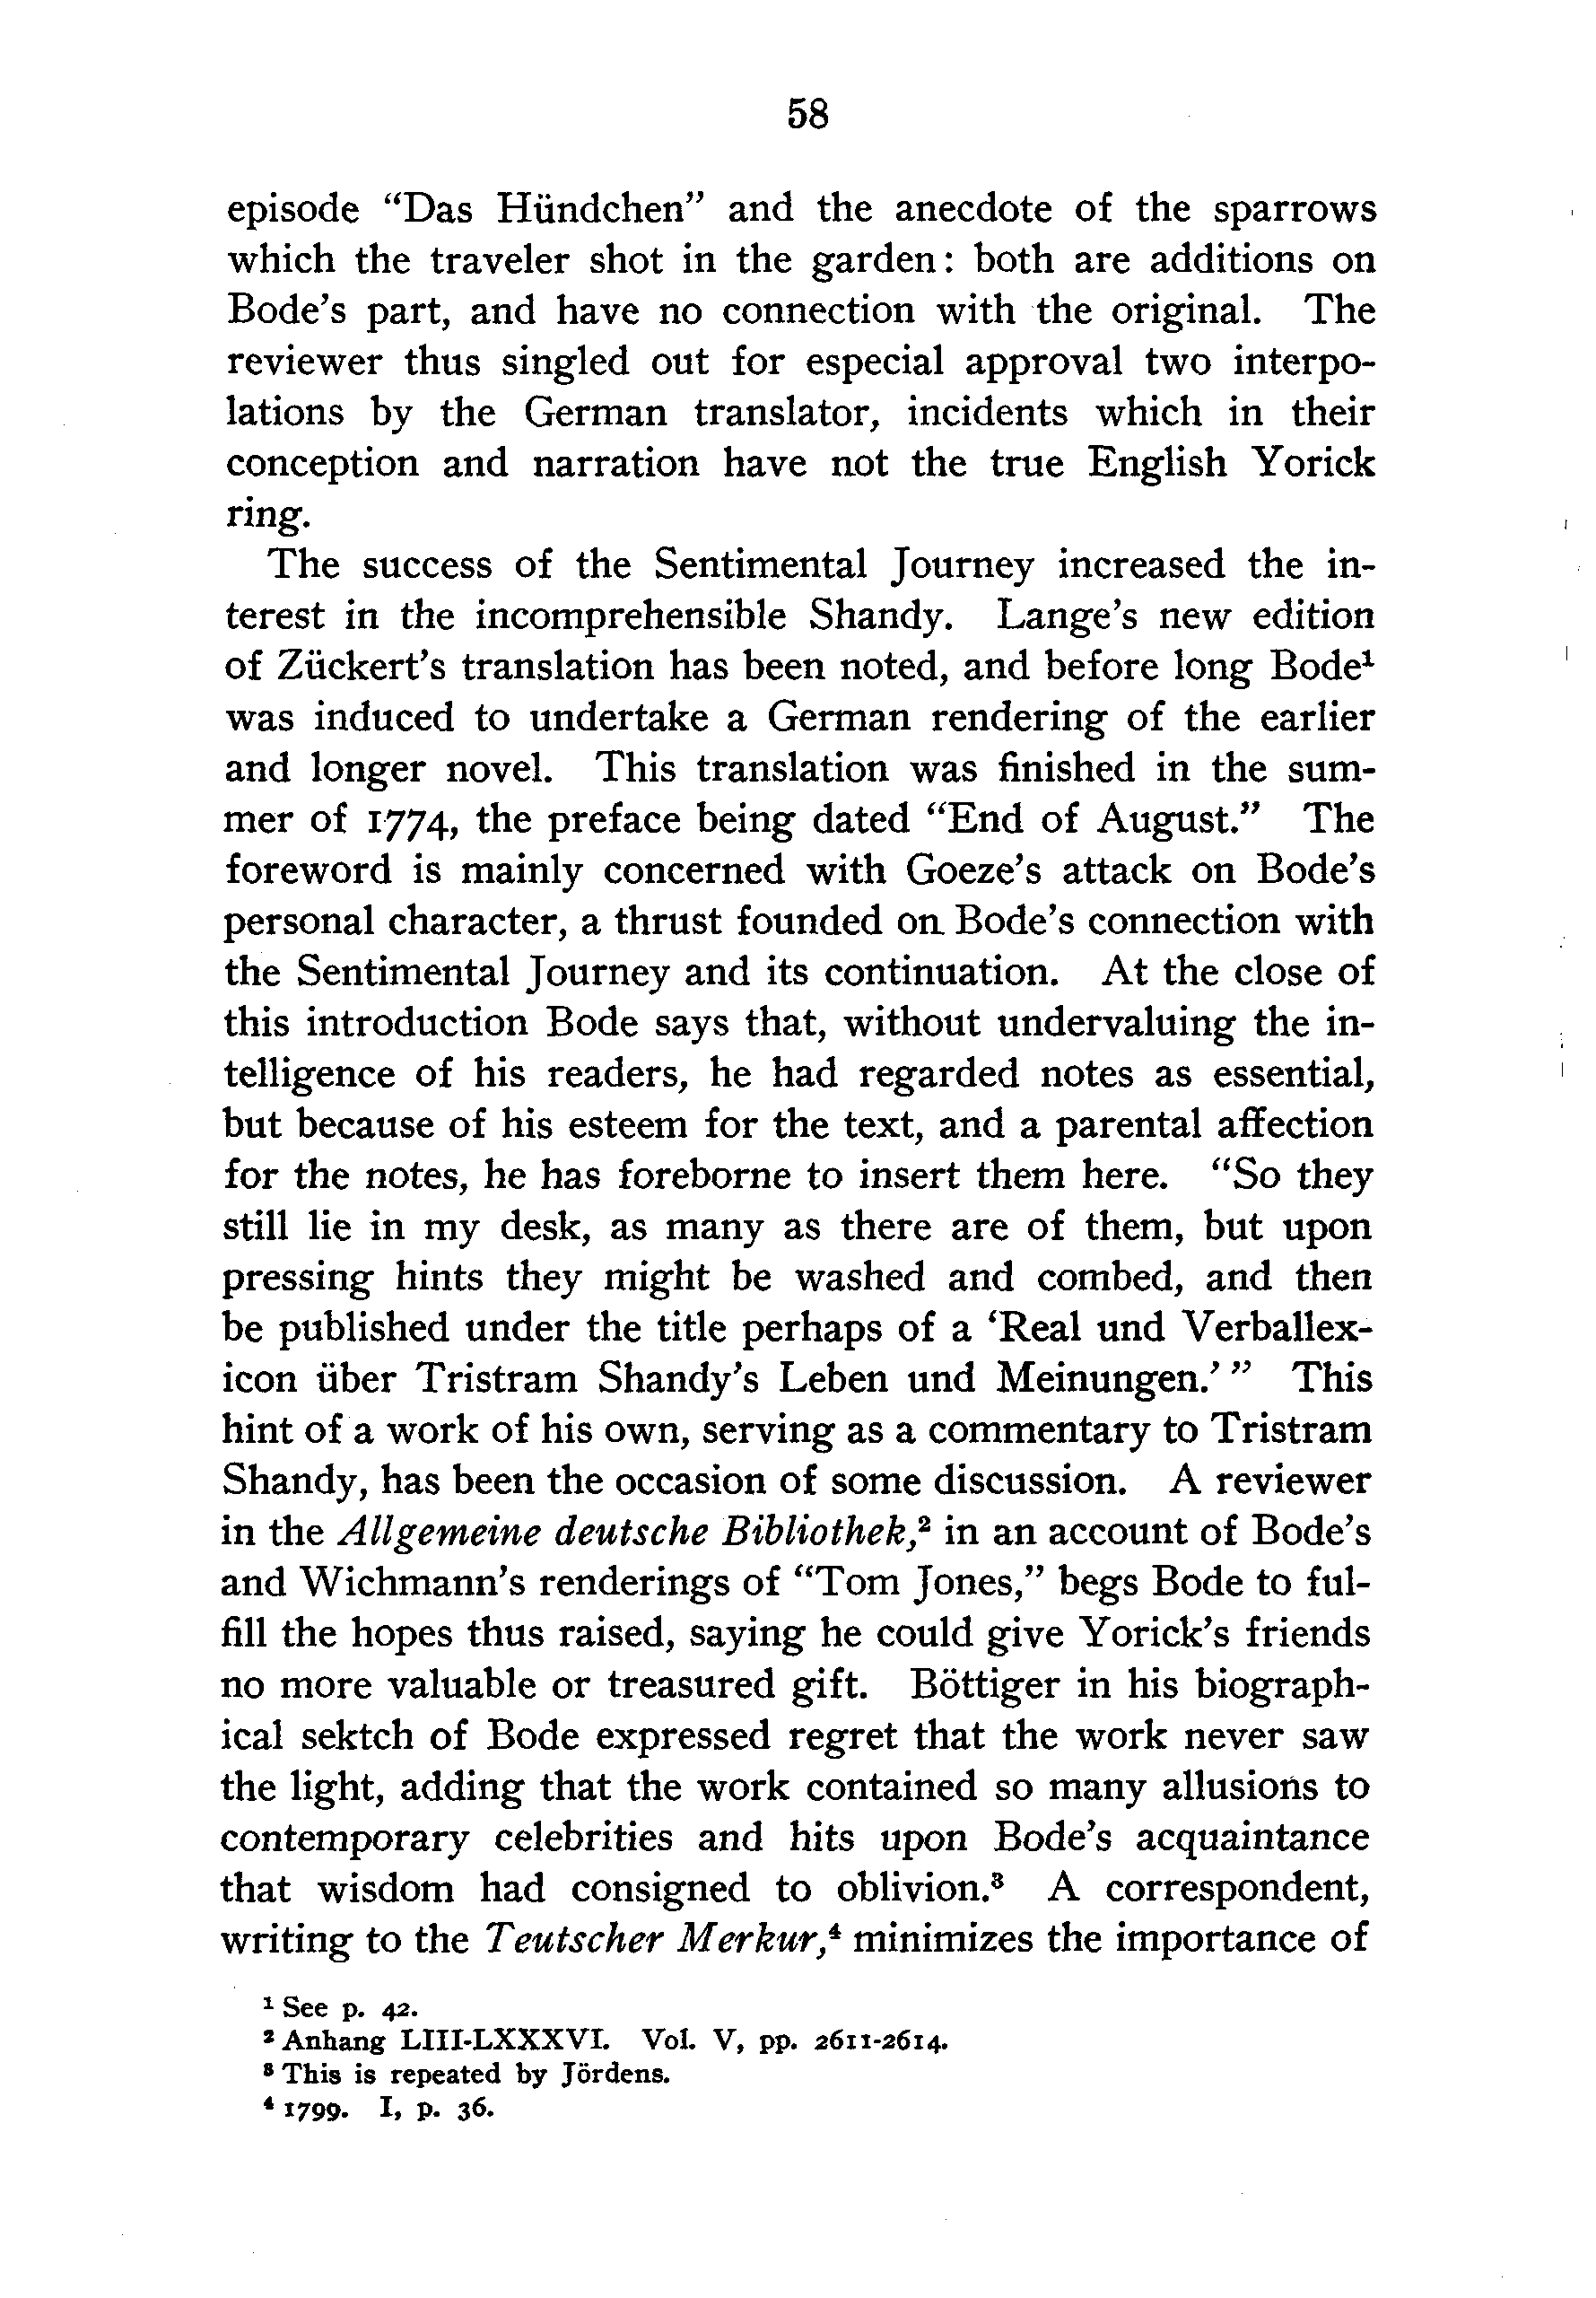 58
episode “Das Hündchen” and the anecdote of the sparrows
which the traveler shot in the garden: both are additions on
Bode’s part, and have no connection with the original. The
reviewer thus singled out for especial approval two interpo-
lations by the German translator, incidents which in their
conception and narration have not the true English Yorick
ring.
The success of the Sentimental Journey increased the in-
terest in the incomprehensible Shandy. Lange’s new edition
of Zückert’s translation has been noted, and before long Bode¹
was induced to undertake a German rendering of the earlier
and longer novel. This translation was finished in the sum-
mer of 1774, the preface being dated “End of August.” The
foreword is mainly concerned with Goeze’s attack on Bode’s
personal character, a thrust founded on Bode’s connection with
the Sentimental Journey and its continuation. At the close of
this introduction Bode says that, without undervaluing the in-
telligence of his readers, he had regarded notes as essential,
but because of his esteem for the text, and a parental affection
for the notes, he has foreborne to insert them here. “So they
still lie in my desk, as many as there are of them, but upon
pressing hints they might be washed and combed, and then
be published under the title perhaps of a ‘Real und Verballex-
icon über Tristram Shandy’s Leben und Meinungen.’ ” This
hint of a work of his own, serving as a commentary to Tristram
Shandy, has been the occasion of some discussion. A reviewer
in the Allgemeine deutsche Bibliothek,² in an account of Bode’s
and Wichmann’s renderings of “Tom Jones,” begs Bode to ful-
fill the hopes thus raised, saying he could give Yorick’s friends
no more valuable or treasured gift. Böttiger in his biograph-
ical sektch of Bode expressed regret that the work never saw
the light, adding that the work contained so many allusions to
contemporary celebrities and hits upon Bode’s acquaintance
that wisdom had consigned to oblivion.³ A correspondent,
writing to the Teutscher Merkur,⁴ minimizes the importance of
¹ See p. 42.
² Anhang LIII-LXXXVI. Vol. V, pp. 2611-2614.
³ This is repeated by Jördens.
⁴ 1799. I, p. 36.